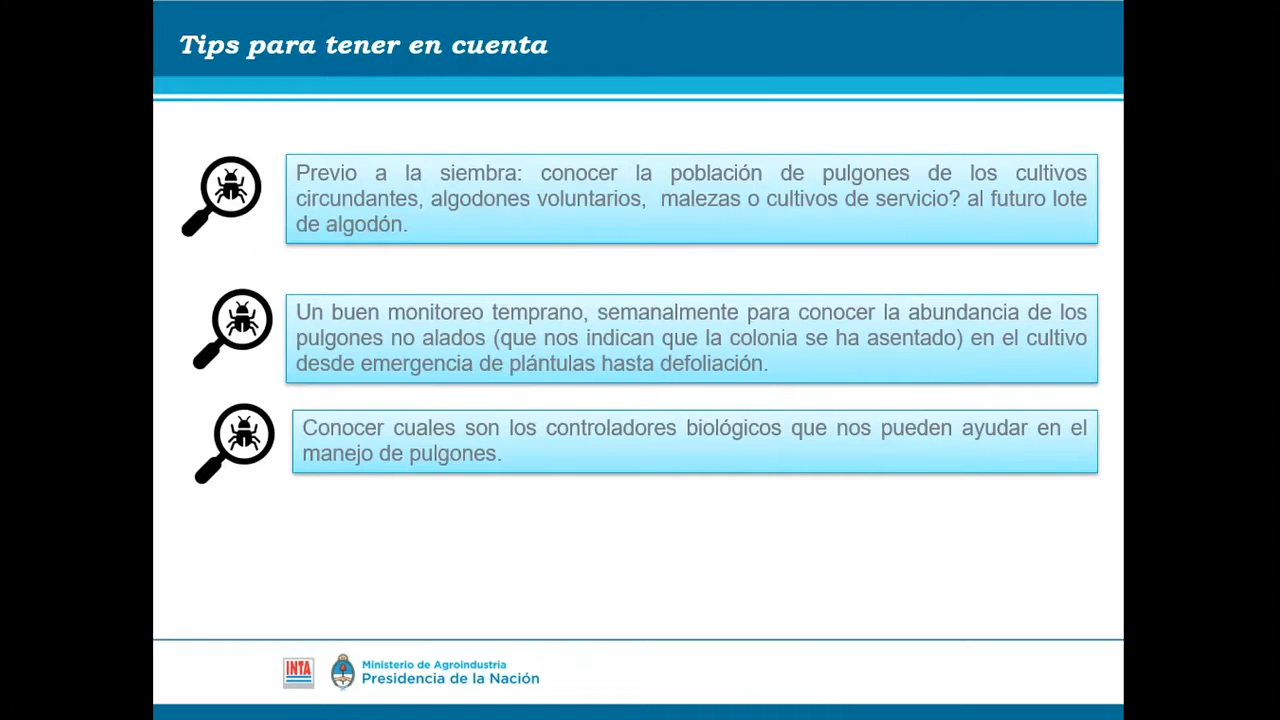 Tips para tener en cuenta
Previo a la siembra: conocer la población de pulgones de los cultivos
circundantes, algodones voluntarios, malezas o cultivos de servicio? al futuro lote
de algodón.
Un buen monitoreo temprano, semanalmente para conocer la abundancia de los
pulgones no alados (que nos indican que la colonia se ha asentado) en el cultivo
desde emergencia de plántulas hasta defoliación.
Conocer cuales son los controladores biológicos que nos pueden ayudar en el
manejo de pulgones.
INTA
Ministerio de Agroindustria
Presidencia de la Nación